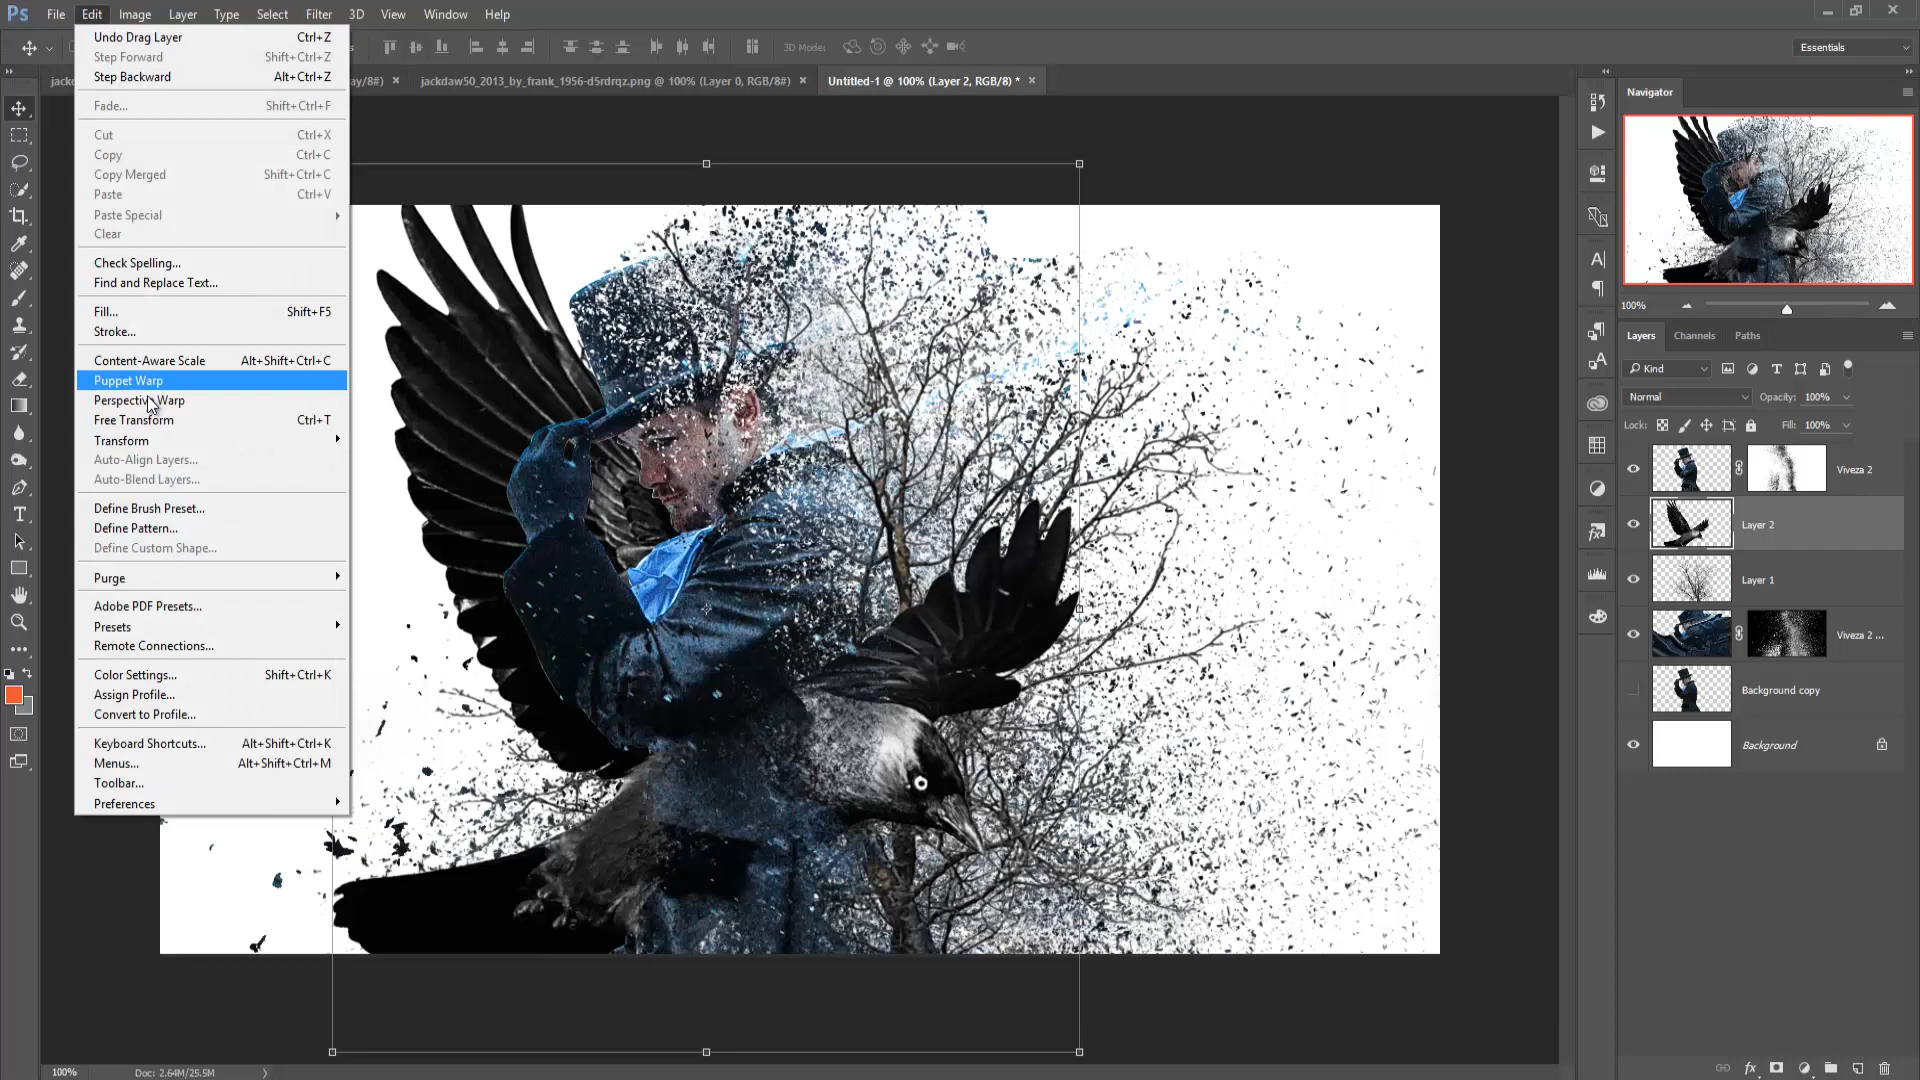 Ps File Edit Image Layer Type Select Filter 3D View Window Help
3D Mode:
Essentials
jackdaw50_2013_by_frank_1956-d5rdrqz.png @ 100% (Layer 0, RGB/8#)
Untitled-1 @ 100% (Layer 2, RGB/8) *
Undo Drag Layer Ctrl+Z
Step Forward Shift+Ctrl+Z
Step Backward Alt+Ctrl+Z
Fade... Shift+Ctrl+F
Cut Ctrl+X
Copy Ctrl+C
Copy Merged Shift+Ctrl+C
Paste Ctrl+V
Paste Special
Clear
Check Spelling...
Find and Replace Text...
Fill... Shift+F5
Stroke...
Content-Aware Scale Alt+Shift+Ctrl+C
Puppet Warp
Perspective Warp
Free Transform Ctrl+T
Transform
Auto-Align Layers...
Auto-Blend Layers...
Define Brush Preset...
Define Pattern...
Define Custom Shape...
Purge
Adobe PDF Presets...
Presets
Remote Connections...
Color Settings... Shift+Ctrl+K
Assign Profile...
Convert to Profile...
Keyboard Shortcuts... Alt+Shift+Ctrl+K
Menus... Alt+Shift+Ctrl+M
Toolbar...
Preferences
Navigator
100%
Layers Channels Paths
Kind
Normal Opacity: 100%
Lock: Fill: 100%
Viveza 2
Layer 2
Layer 1
Viveza 2 ...
Background copy
Background
100% Doc: 2.64M/25.5M